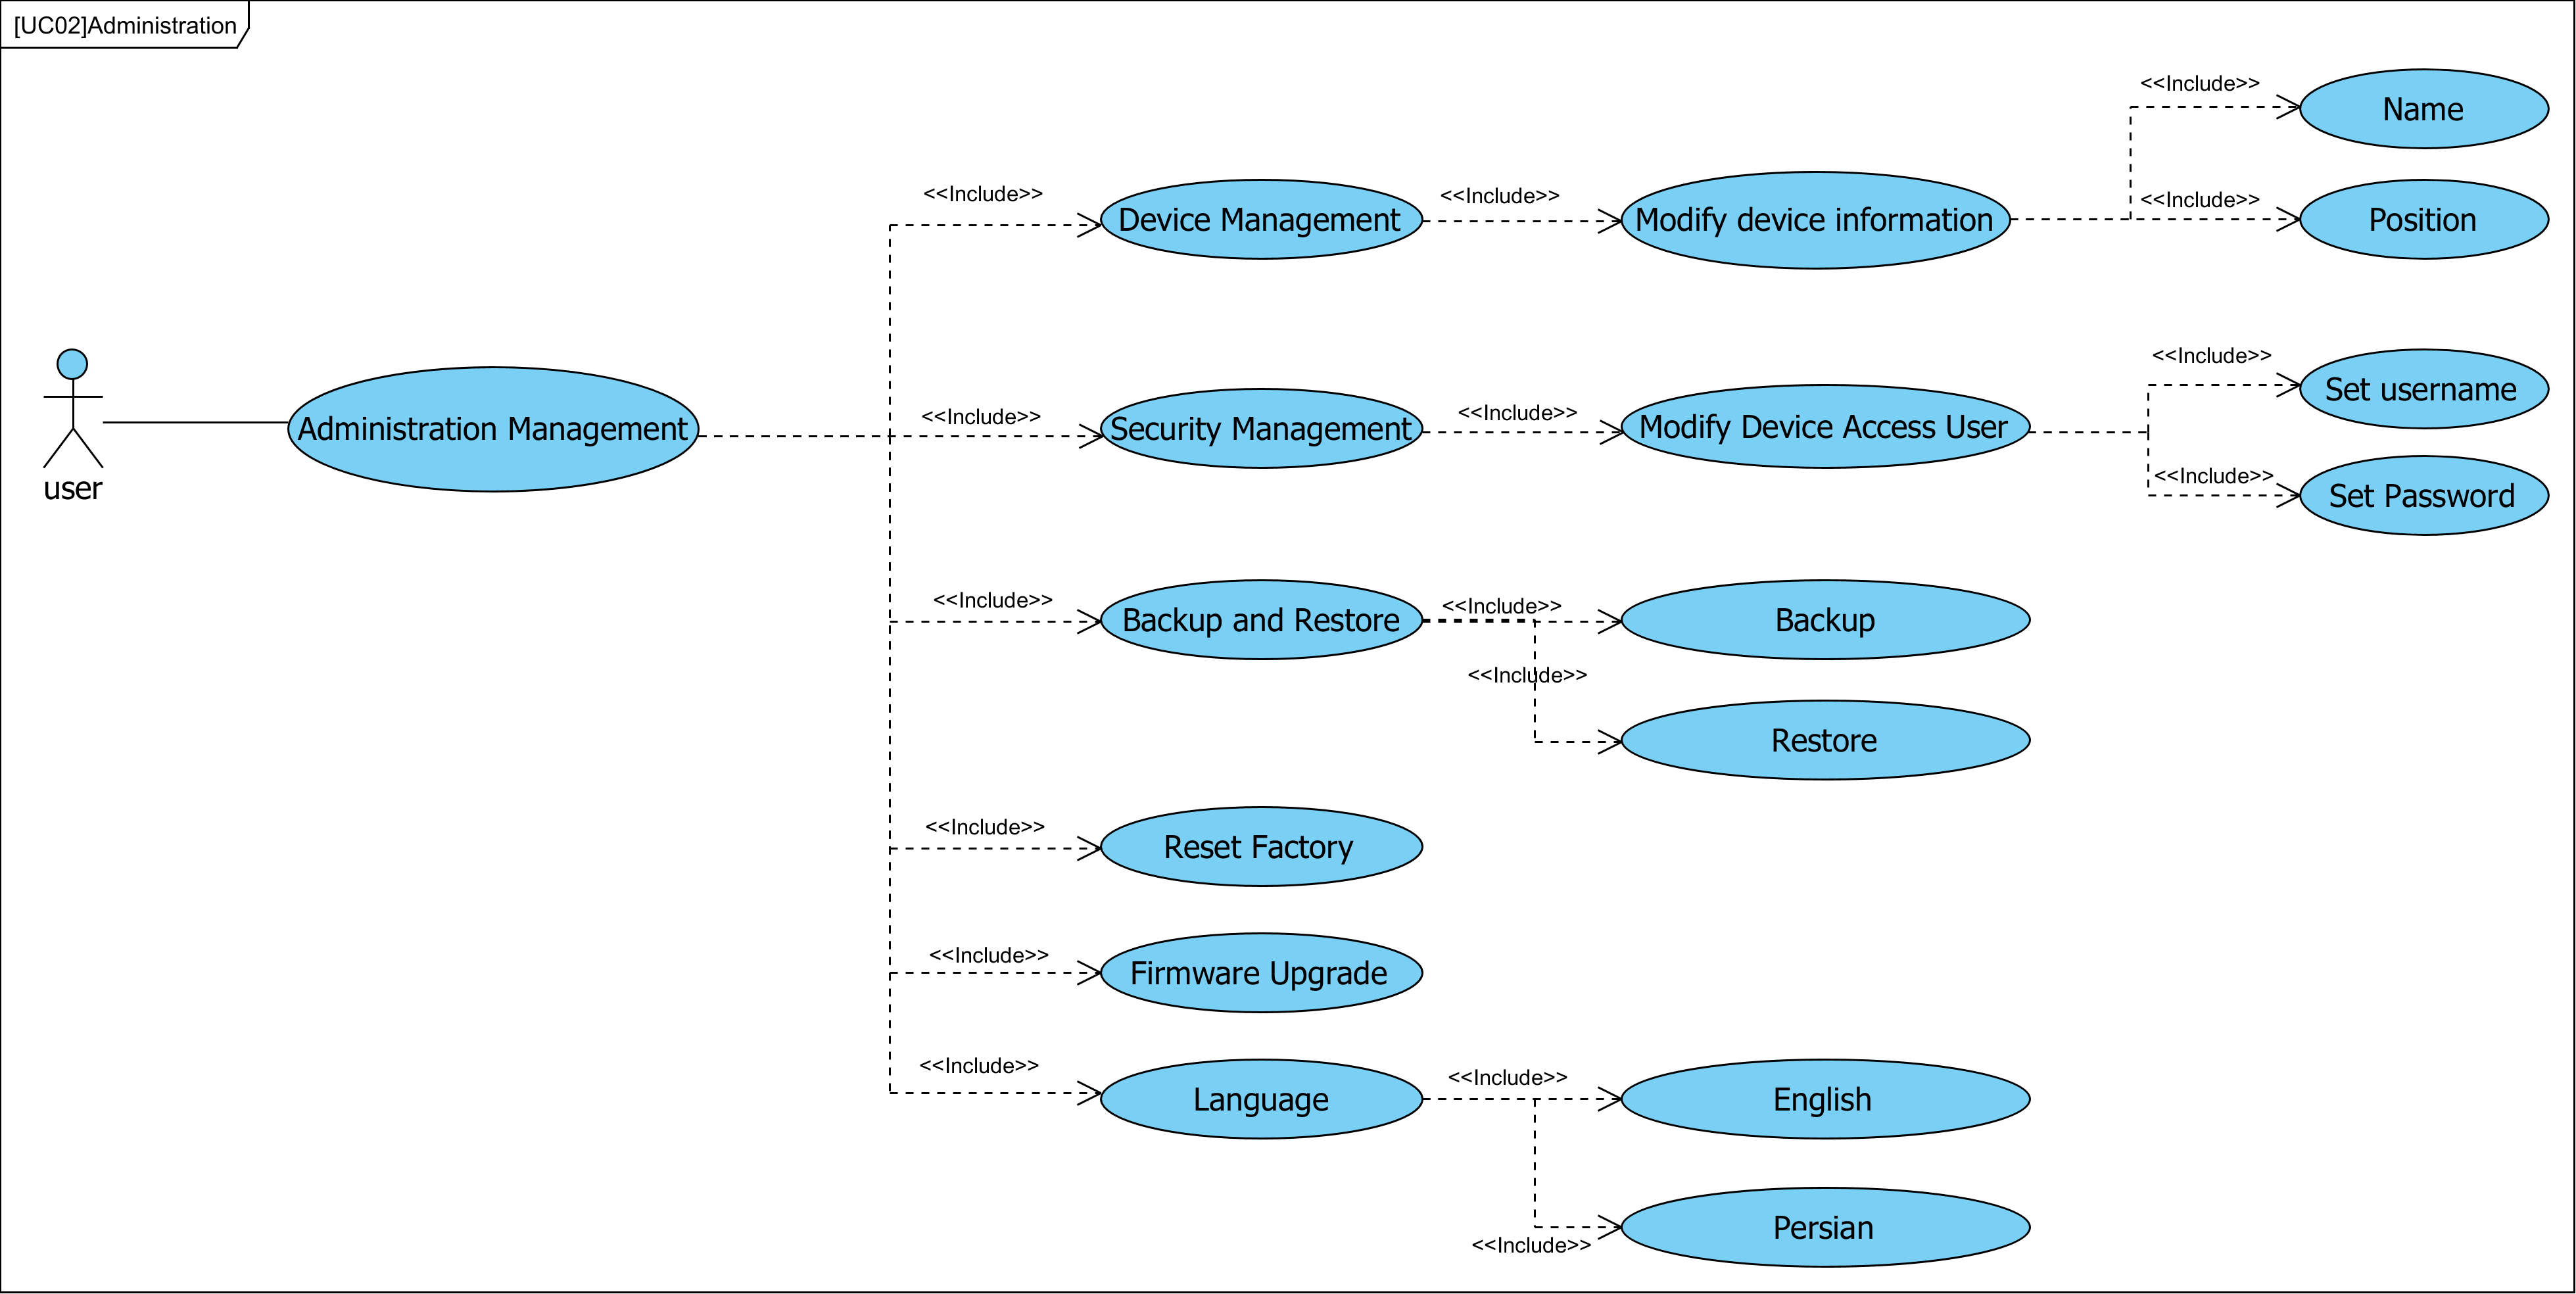 [UC02]Administration
<<Include>>
Name
<<Include>>
<<Include>>
<<Include>>
Device Management
Modify device information
Position
<<Include>>
Set username
<<Include>>
<<Include>>
Administration Management
Security Management
Modify Device Access User
user
<<Include>>
Set Password
<<Include>>
<<Include>>
Backup and Restore
Backup
<<Include>>
Restore
<<Include>>
Reset Factory
<<Include>>
Firmware Upgrade
<<Include>>
<<Include>>
Language
English
Persian
<<Include>>